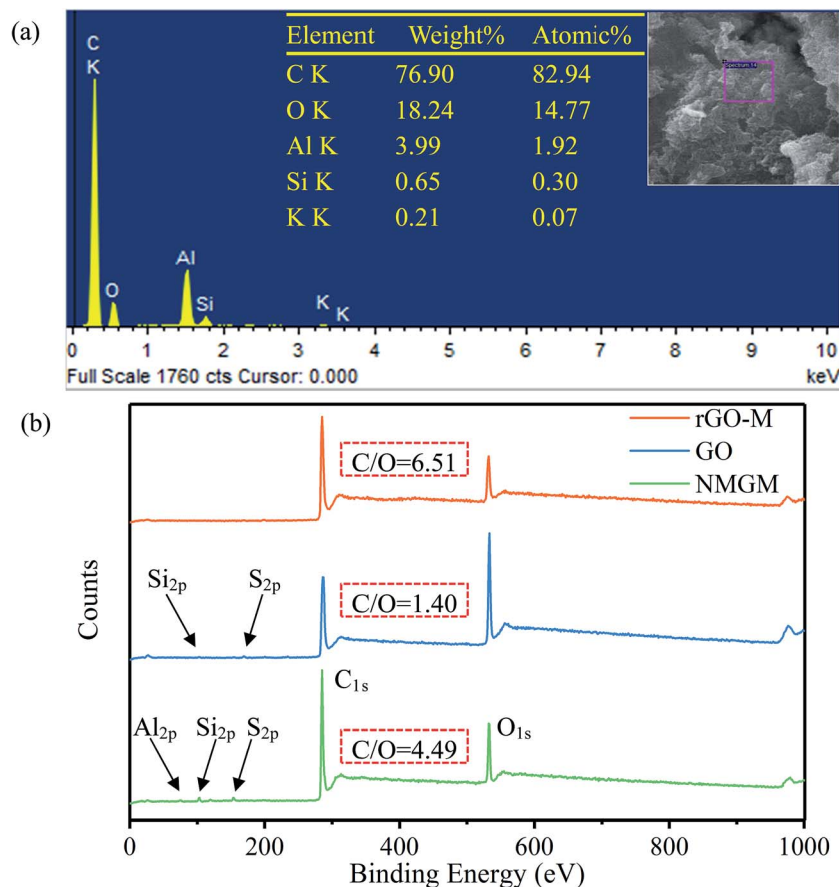 (a)
Element Weight% Atomic%
C K 76.90 82.94
O K 18.24 14.77
Al K 3.99 1.92
Si K 0.65 0.30
K K 0.21 0.07
Spectrum 14
C
K
O
Al
Si
K
K
0 1 2 3 4 5 6 7 8 9 10
Full Scale 1760 cts Cursor: 0.000 keV
(b)
rGO-M
GO
NMGM
C/O=6.51
Si2p S2p
C/O=1.40
C1s
Al2p Si2p S2p
O1s
C/O=4.49
Counts
0 200 400 600 800 1000
Binding Energy (eV)